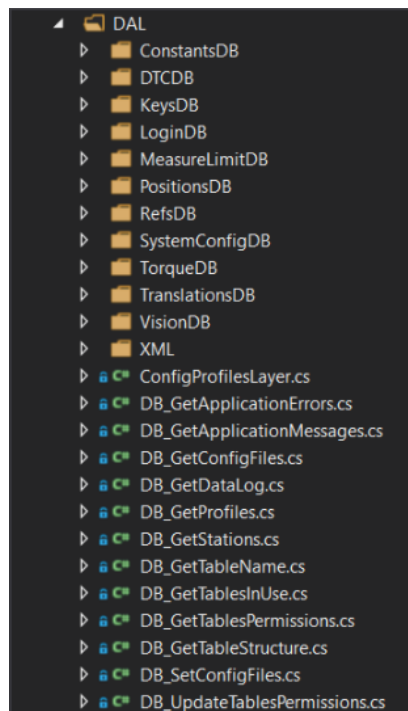 DAL
ConstantsDB
DTCDB
KeysDB
LoginDB
MeasureLimitDB
PositionsDB
RefsDB
SystemConfigDB
TorqueDB
TranslationsDB
VisionDB
XML
C# ConfigProfilesLayer.cs
C# DB_GetApplicationErrors.cs
C# DB_GetApplicationMessages.cs
C# DB_GetConfigFiles.cs
C# DB_GetDataLog.cs
C# DB_GetProfiles.cs
C# DB_GetStations.cs
C# DB_GetTableName.cs
C# DB_GetTablesInUse.cs
C# DB_GetTablesPermissions.cs
C# DB_GetTableStructure.cs
C# DB_SetConfigFiles.cs
C# DB_UpdateTablesPermissions.cs